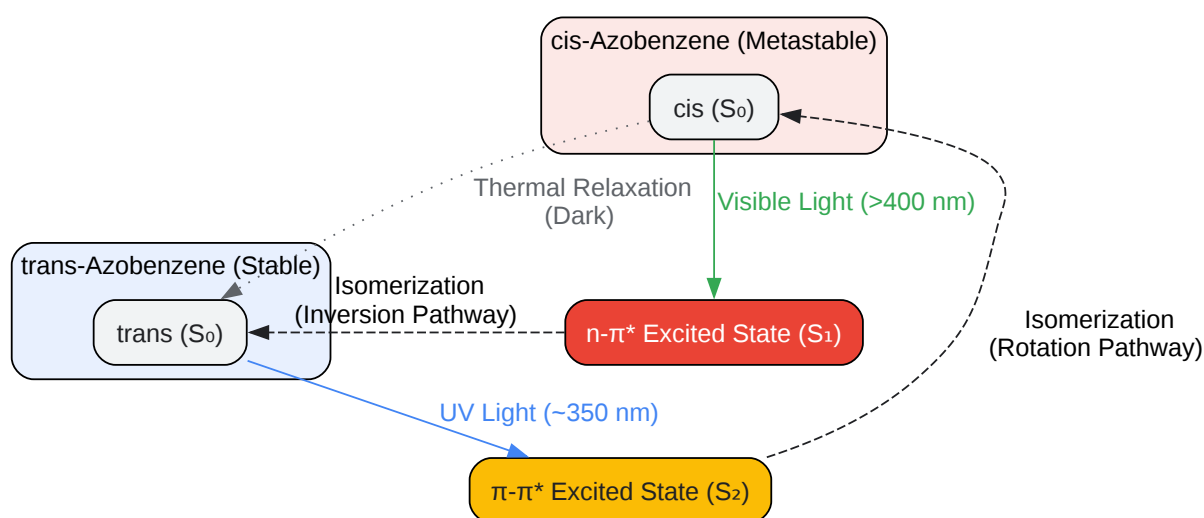 cis-Azobenzene (Metastable)
cis (S₀)
Thermal Relaxation
(Dark)
Visible Light (>400 nm)
trans-Azobenzene (Stable)
trans (S₀)
Isomerization
(Inversion Pathway)
n-π* Excited State (S₁)
Isomerization
(Rotation Pathway)
UV Light (~350 nm)
π-π* Excited State (S₂)